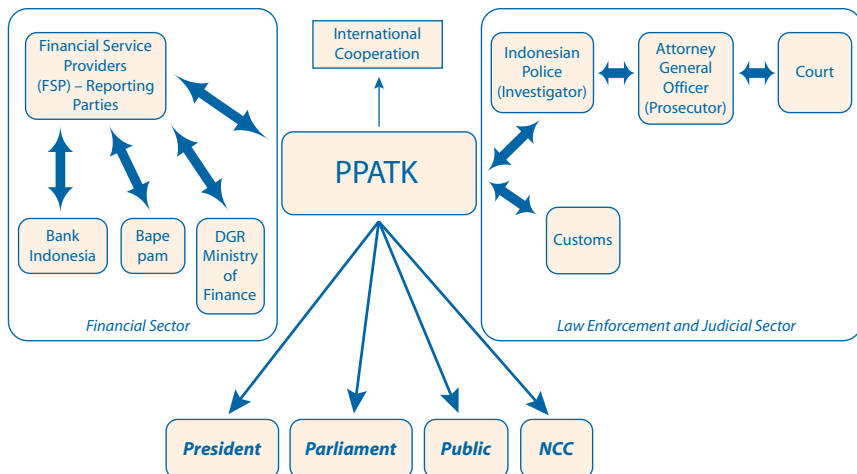 Financial Service
Providers
(FSP) – Reporting
Parties
Bank
Indonesia
Bape
pam
DGR
Ministry
of
Finance
Financial Sector
International
Cooperation
PPATK
Indonesian
Police
(Investigator)
Attorney
General
Officer
(Prosecutor)
Court
Customs
Law Enforcement and Judicial Sector
President
Parliament
Public
NCC